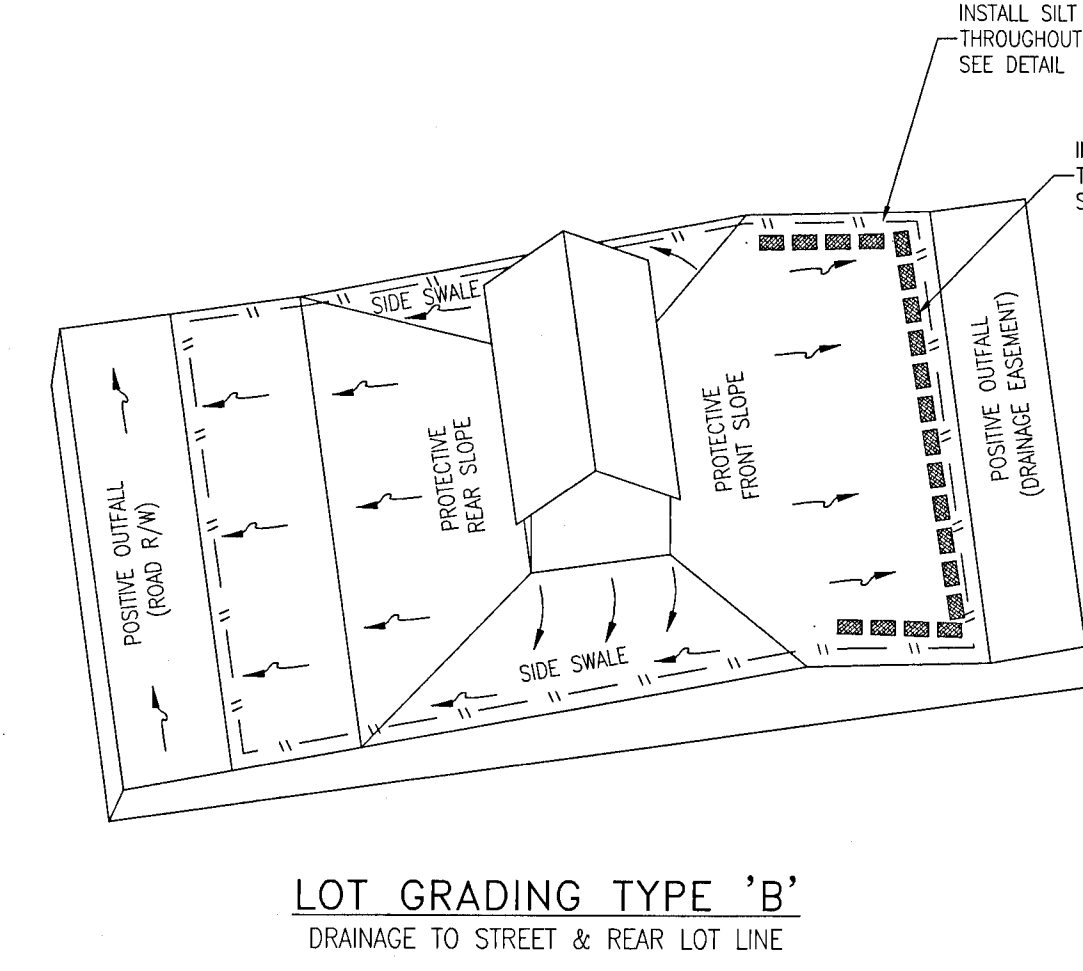 INSTALL SILT
THROUGHOUT
SEE DETAIL
SIDE SWALE
PROTECTIVE
REAR SLOPE
PROTECTIVE
FRONT SLOPE
POSITIVE OUTFALL
(ROAD R/W)
POSITIVE OUTFALL
(DRAINAGE EASEMENT)
SIDE SWALE
LOT GRADING TYPE 'B'
DRAINAGE TO STREET & REAR LOT LINE